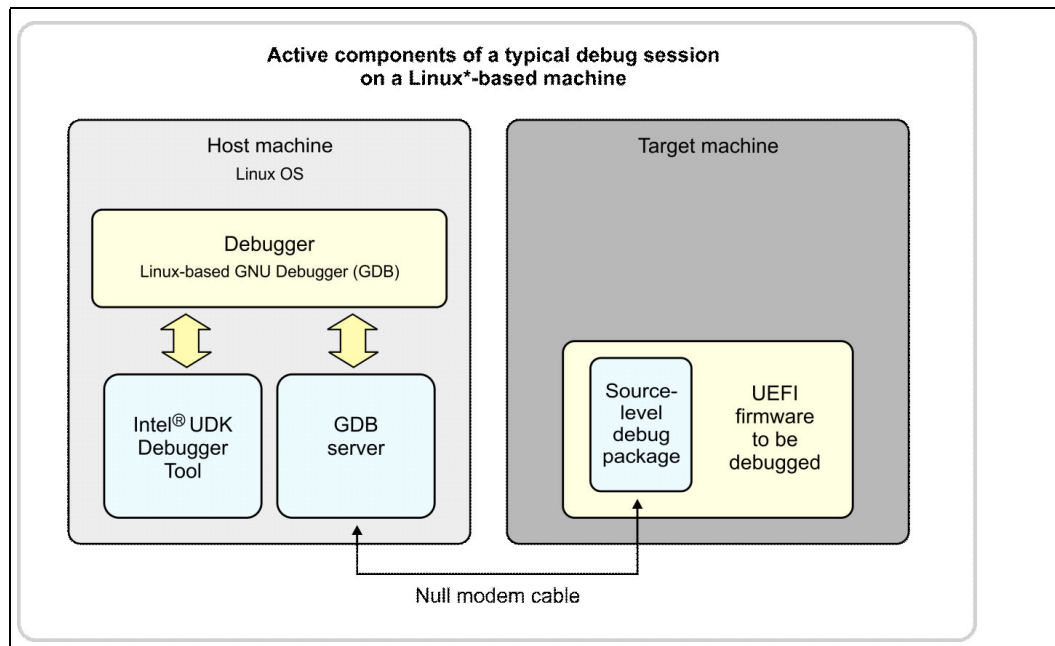 Active components of a typical debug session
on a Linux*-based machine
Host machine
Linux OS
Debugger
Linux-based GNU Debugger (GDB)
Intel® UDK
Debugger
Tool
GDB
server
Target machine
Source-
level
debug
package
UEFI
firmware
to be
debugged
Null modem cable